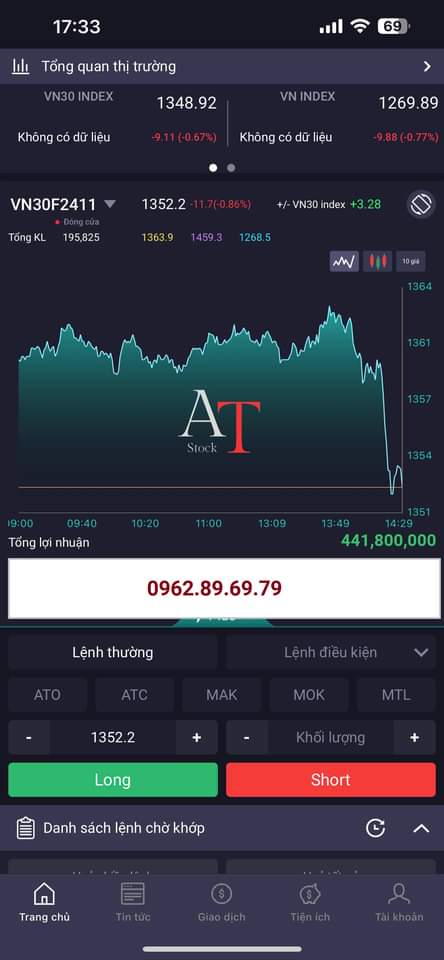 17:33
69
Tổng quan thị trường
VN30 INDEX 1348.92
Không có dữ liệu -9.11 (-0.67%)
VN INDEX 1269.89
Không có dữ liệu -9.88 (-0.77%)
VN30F2411 1352.2 -11.7(-0.86%) +/- VN30 index +3.28
Đóng cửa
Tổng KL 195,825 1363.9 1459.3 1268.5
10 giá
1364
1361
1357
1354
1351
AT
Stock
09:00 09:40 10:20 11:00 13:09 13:49 14:29
Tổng lợi nhuận 441,800,000
0962.89.69.79
Lệnh thường Lệnh điều kiện
ATO ATC MAK MOK MTL
- 1352.2 + - Khối lượng +
Long Short
Danh sách lệnh chờ khớp
Trang chủ Tin tức Giao dịch Tiện ích Tài khoản